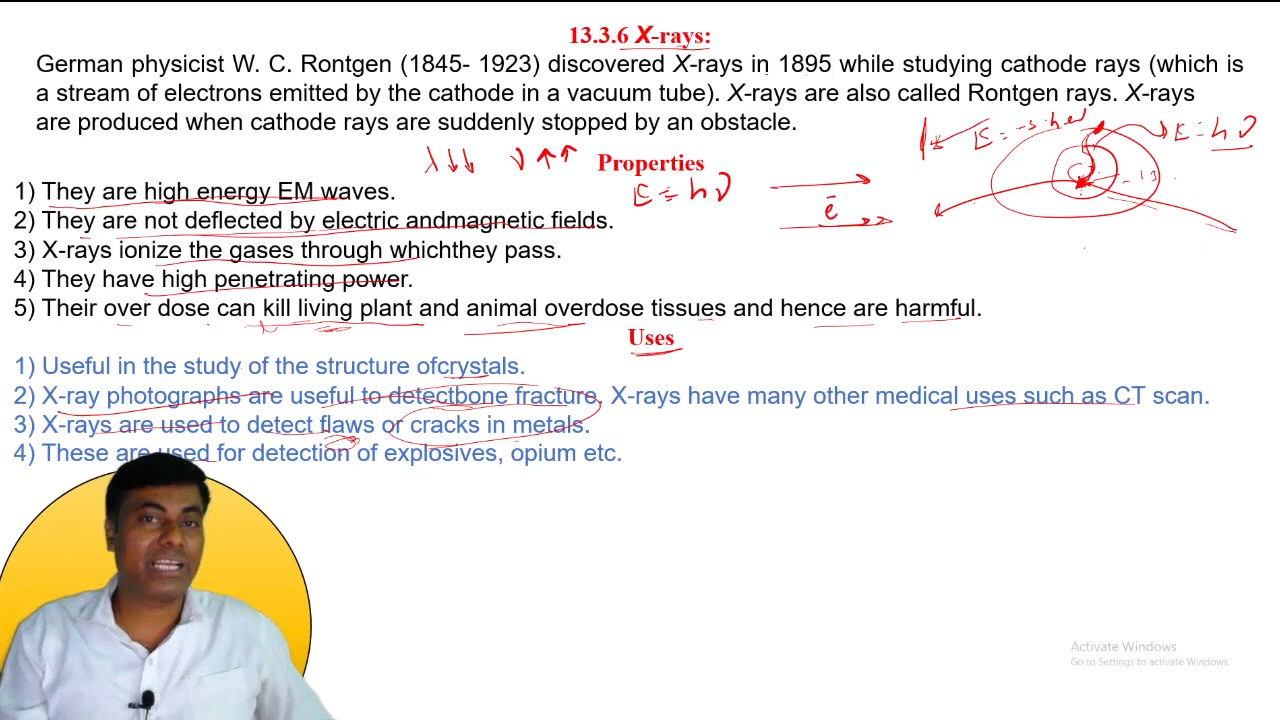 13.3.6 X-rays:
German physicist W. C. Rontgen (1845- 1923) discovered X-rays in 1895 while studying cathode rays (which is
a stream of electrons emitted by the cathode in a vacuum tube). X-rays are also called Rontgen rays. X-rays
are produced when cathode rays are suddenly stopped by an obstacle.
E = hν
λ↓↓ ν↑↑
Properties
1) They are high energy EM waves.
E = hν
2) They are not deflected by electric andmagnetic fields.
ē
3) X-rays ionize the gases through whichthey pass.
4) They have high penetrating power.
5) Their over dose can kill living plant and animal overdose tissues and hence are harmful.
Uses
1) Useful in the study of the structure ofcrystals.
2) X-ray photographs are useful to detectbone fracture. X-rays have many other medical uses such as CT scan.
3) X-rays are used to detect flaws or cracks in metals.
4) These are used for detection of explosives, opium etc.
Activate Windows
Go to Settings to activate Windows.